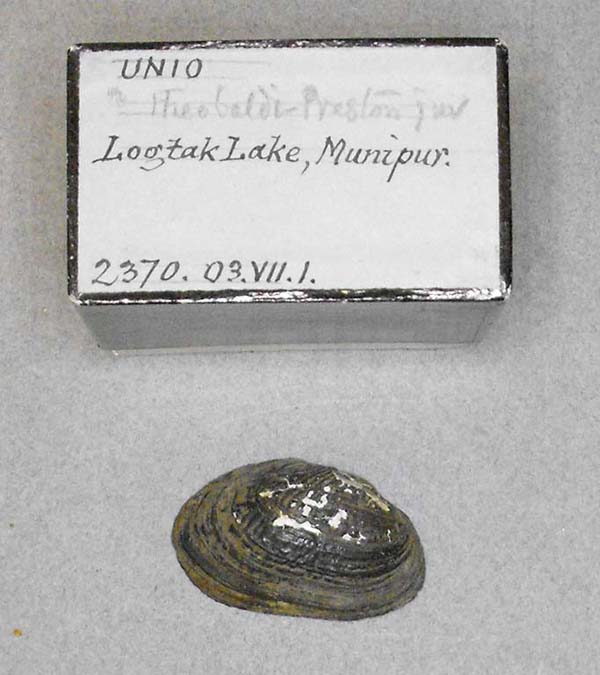 UNIO
= theobaldi-Preston juv
Logtak Lake, Munipur.
2370. 03.VII.1.